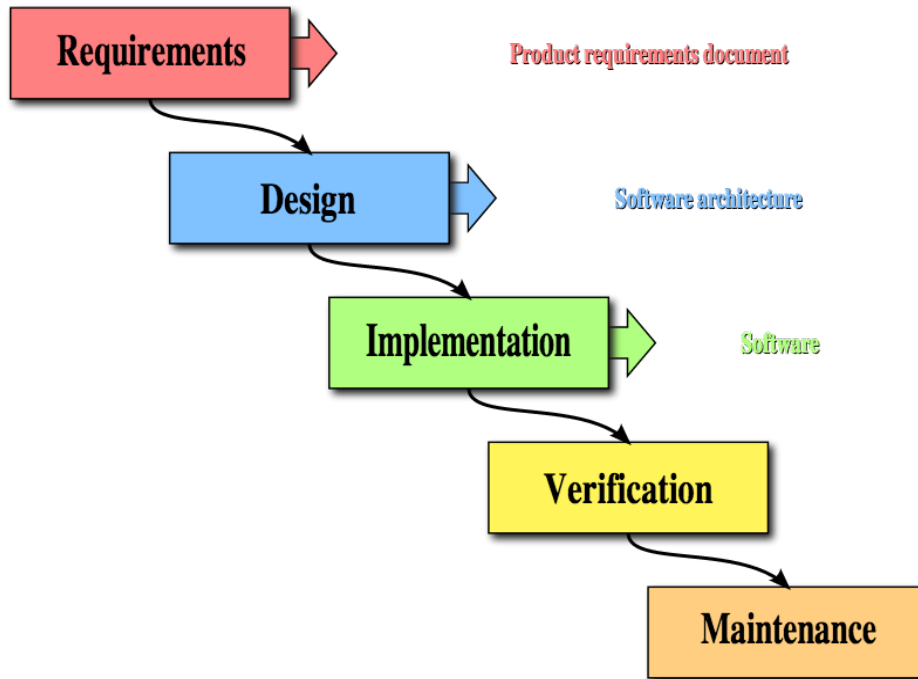 Requirements
Product requirements document
Design
Software architecture
Implementation
Software
Verification
Maintenance